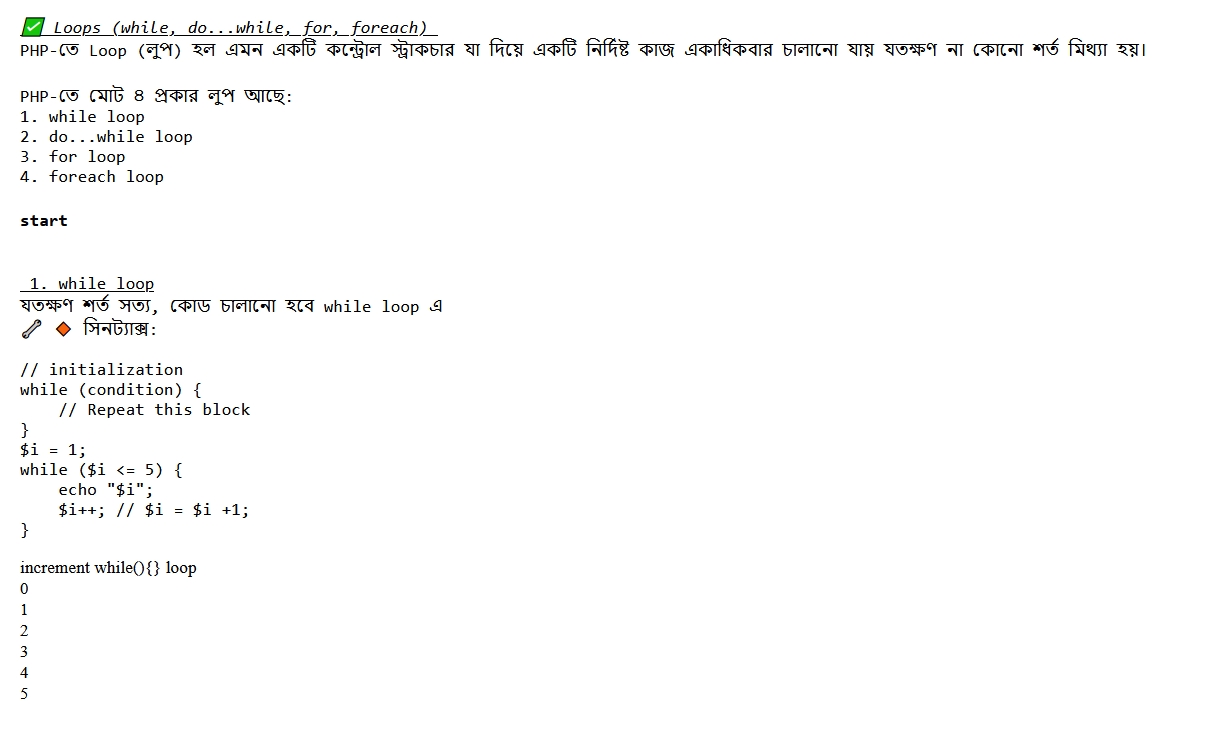 ✅ Loops (while, do...while, for, foreach)
PHP-তে Loop (লুপ) হল এমন একটি কন্ট্রোল স্ট্রাকচার যা দিয়ে একটি নির্দিষ্ট কাজ একাধিকবার চালানো যায় যতক্ষণ না কোনো শর্ত মিথ্যা হয়।
PHP-তে মোট ৪ প্রকার লুপ আছে:
1. while loop
2. do...while loop
3. for loop
4. foreach loop
start
1. while loop
যতক্ষণ শর্ত সত্য, কোড চালানো হবে while loop এ
🔧 🔸 সিনট্যাক্স:
// initialization
while (condition) {
    // Repeat this block
}
$i = 1;
while ($i <= 5) {
    echo "$i";
    $i++; // $i = $i +1;
}
increment while(){} loop
0
1
2
3
4
5